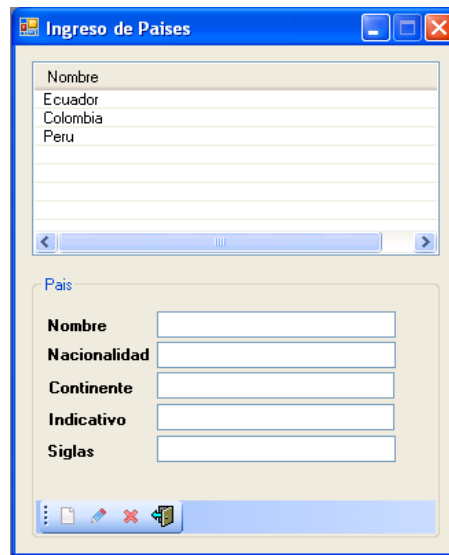 Ingreso de Paises
Nombre
Ecuador
Colombia
Peru
Pais
Nombre
Nacionalidad
Continente
Indicativo
Siglas